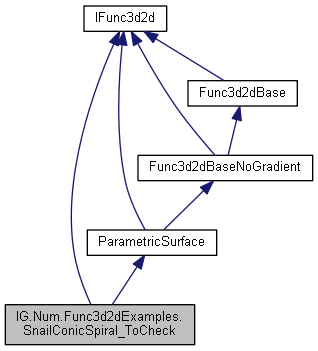 IFunc3d2d
Func3d2dBase
Func3d2dBaseNoGradient
ParametricSurface
IG.Num.Func3d2dExamples.
SnailConicSpiral_ToCheck